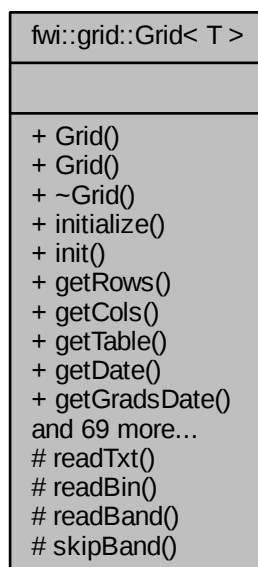 fwi::grid::Grid< T >
+ Grid()
+ Grid()
+ ~Grid()
+ initialize()
+ init()
+ getRows()
+ getCols()
+ getTable()
+ getDate()
+ getGradsDate()
and 69 more...
# readTxt()
# readBin()
# readBand()
# skipBand()